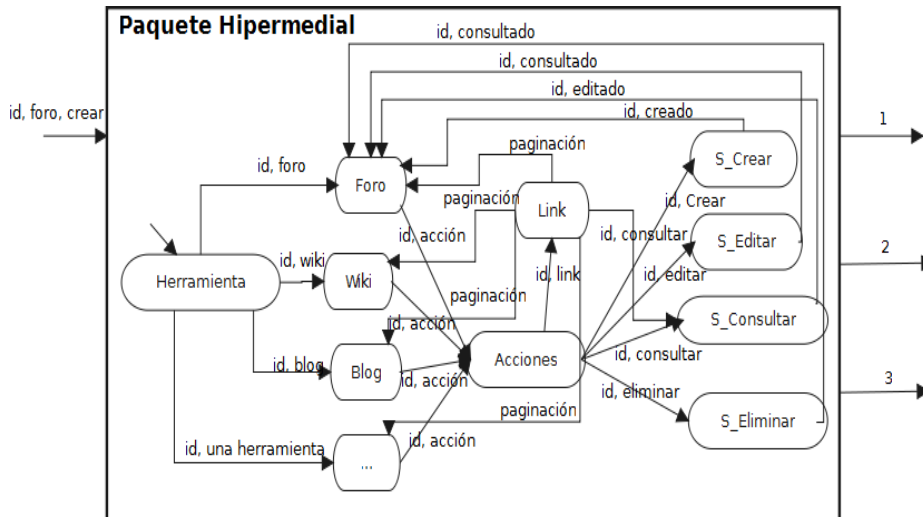 Paquete Hipermedial
id, consultado
id, consultado
id, editado
id, foro, crear
id, creado
1
paginación
S_Crear
id, foro
Foro
paginación
Link
id, Crear
id, acción
id, consultar
S_Editar
2
id, wiki
id, link
id, editar
Herramienta
Wiki
paginación
id, acción
S_Consultar
id, blog
Blog
id, acción
Acciones
id, consultar
3
id, eliminar
paginación
S_Eliminar
id, una herramienta
id, acción
...